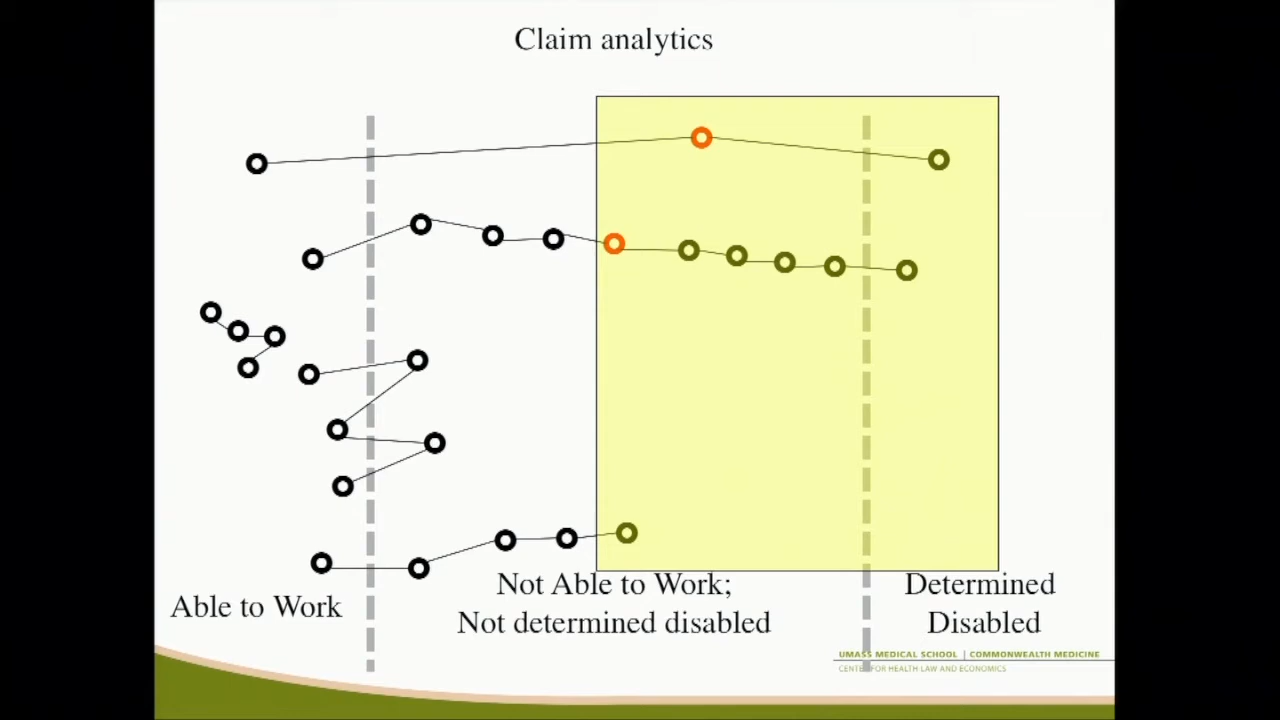 Claim analytics
Able to Work
Not Able to Work;
Not determined disabled
Determined
Disabled
UMASS MEDICAL SCHOOL | COMMONWEALTH MEDICINE
CENTER FOR HEALTH LAW AND ECONOMICS